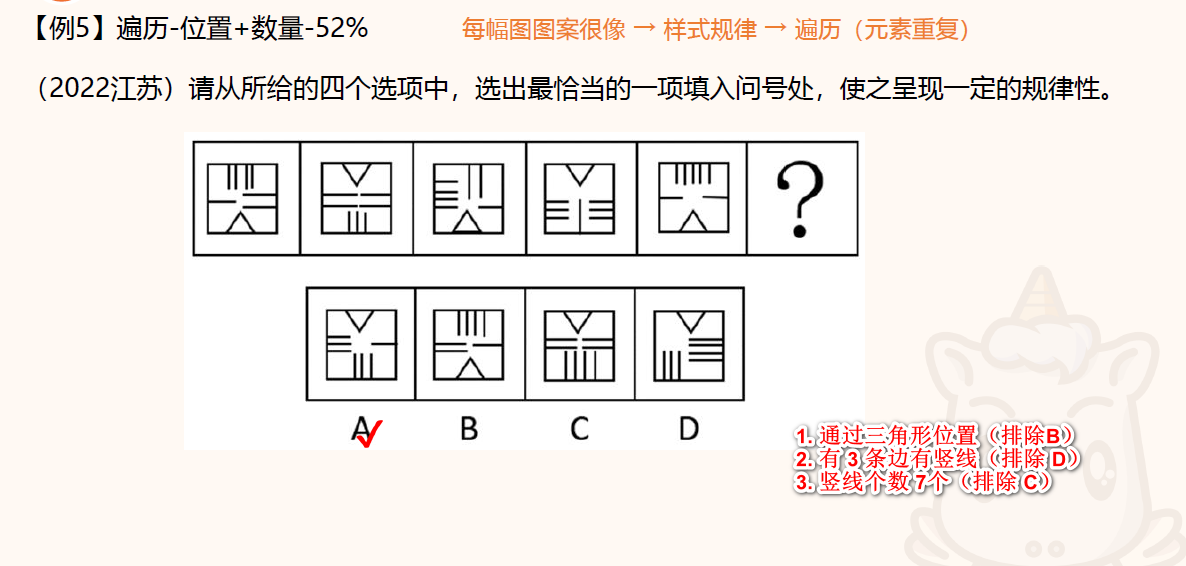 【例5】遍历-位置+数量-52%
每幅图图案很像 → 样式规律 → 遍历（元素重复）
（2022江苏）请从所给的四个选项中，选出最恰当的一项填入问号处，使之呈现一定的规律性。
?
A B C D
1. 通过三角形位置（排除B）
2. 有 3 条边有竖线（排除 D）
3. 竖线个数 7个（排除 C）